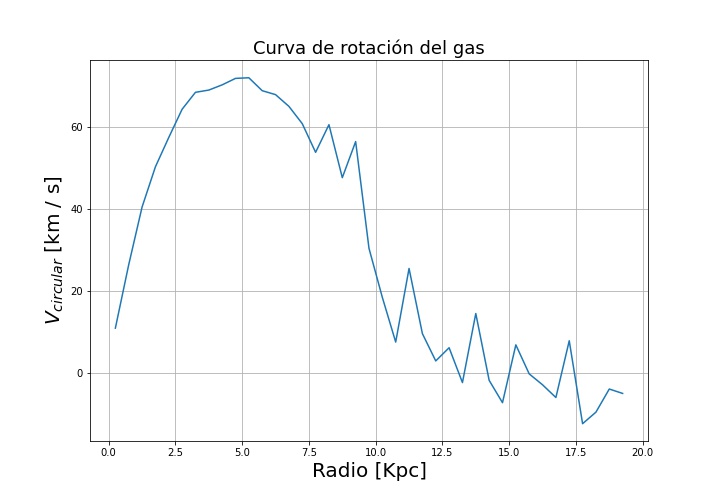 Curva de rotación del gas
V_circular [km / s]
60
40
20
0
0.0 2.5 5.0 7.5 10.0 12.5 15.0 17.5 20.0
Radio [Kpc]